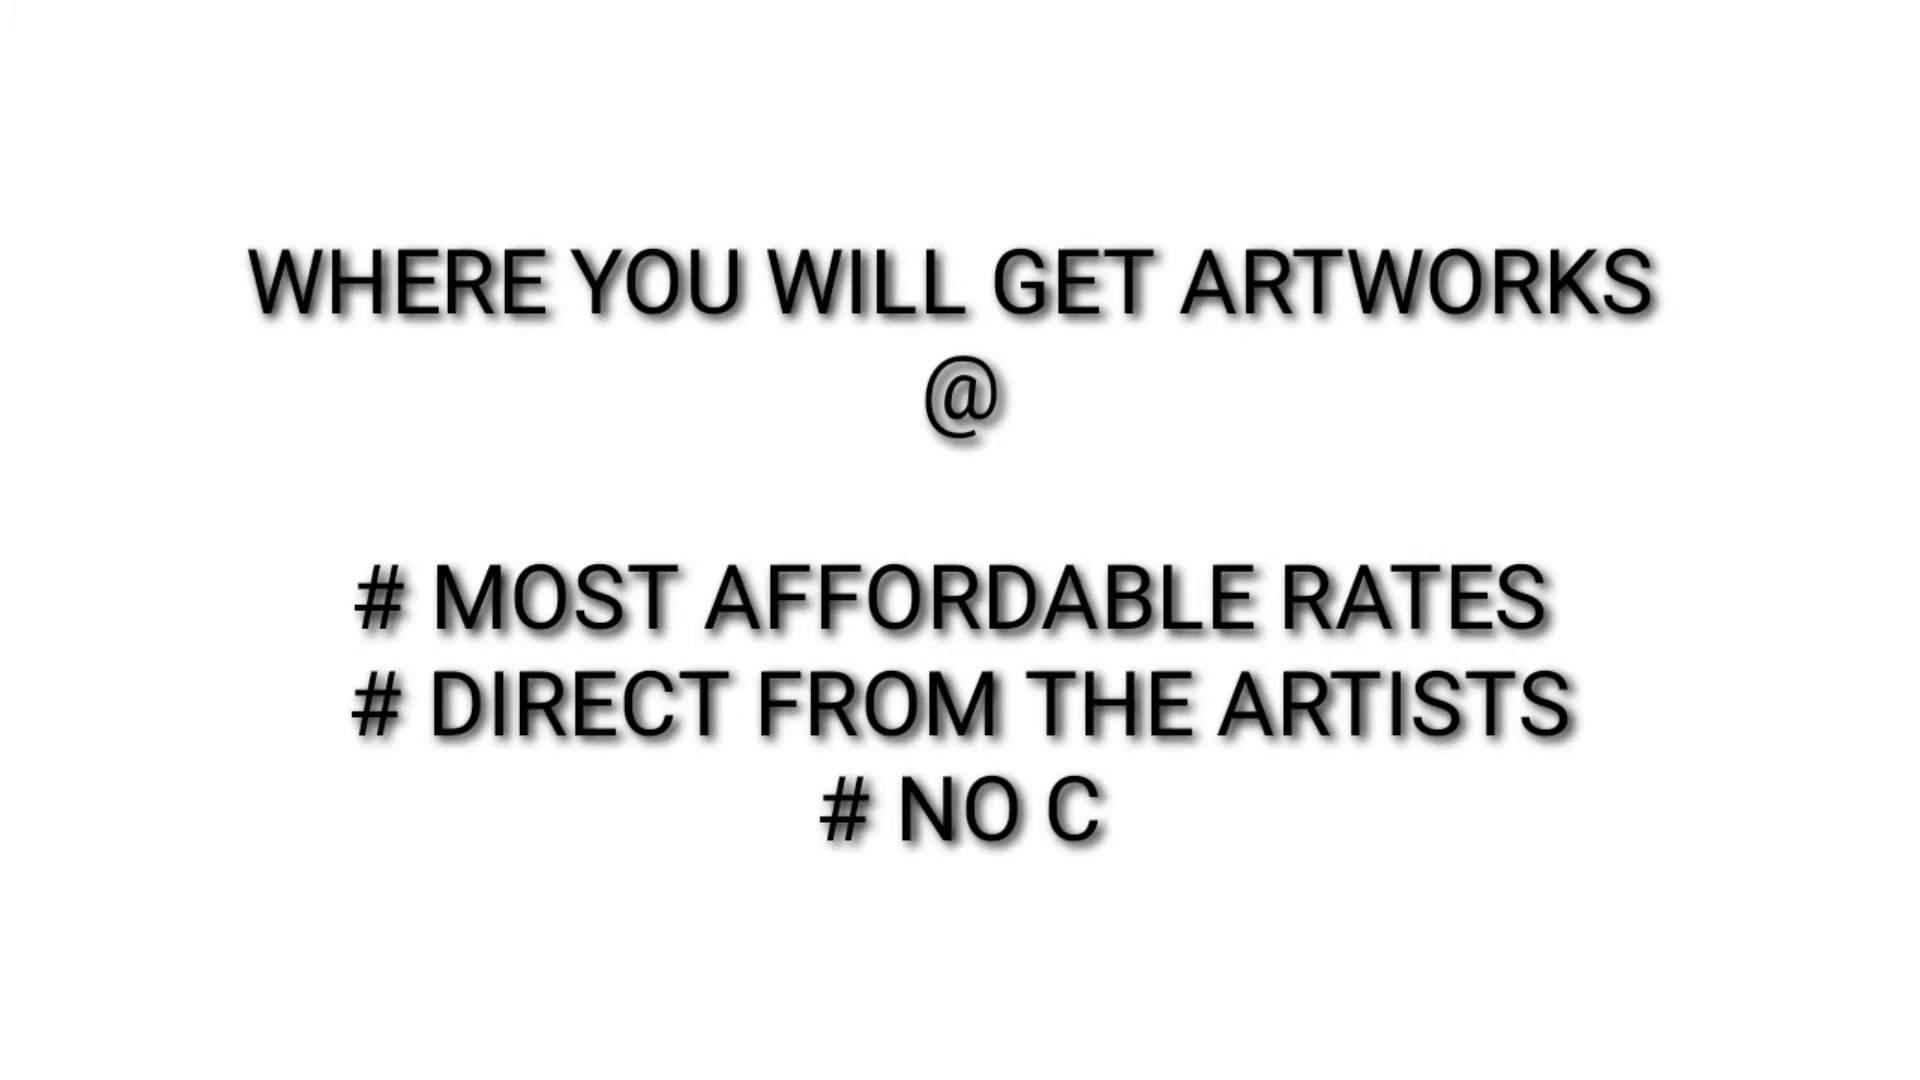 WHERE YOU WILL GET ARTWORKS
@
# MOST AFFORDABLE RATES
# DIRECT FROM THE ARTISTS
# NO C